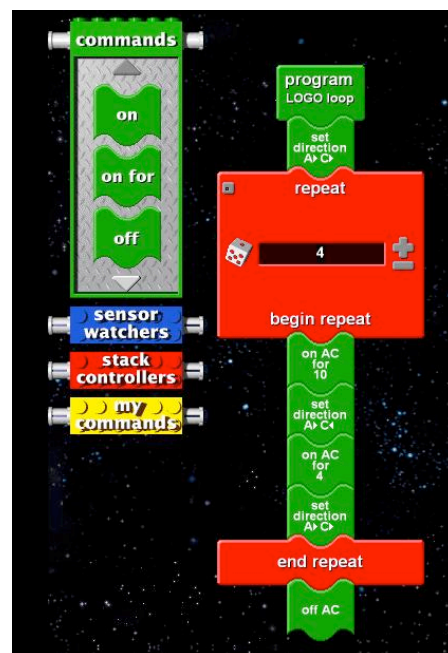 commands
on
on for
off
sensor
watchers
stack
controllers
my
commands
program
LOGO loop
set
direction
A▸ C▸
repeat
4
begin repeat
on AC
for
10
set
direction
A▸ C◂
on AC
for
4
set
direction
A▸ C▸
end repeat
off AC